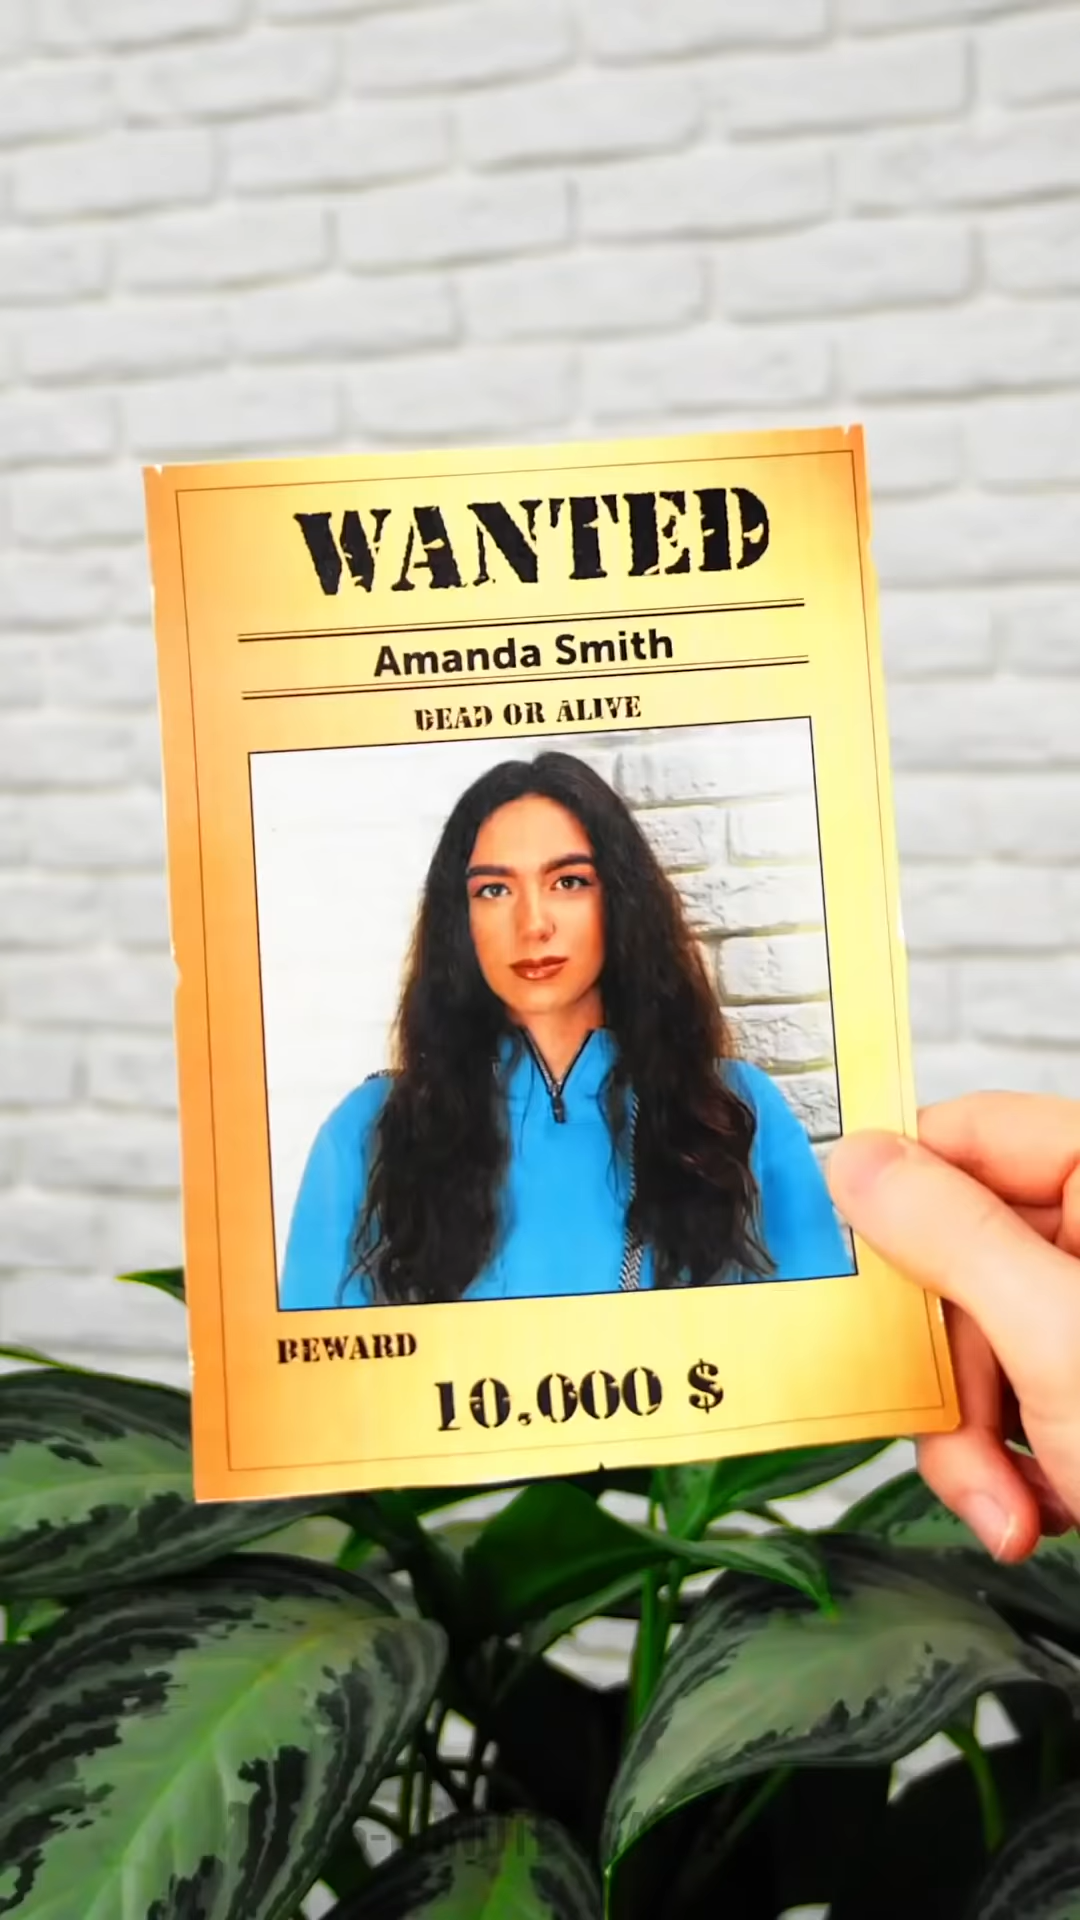 WANTED
Amanda Smith
DEAD OR ALIVE
REWARD
10.000 $